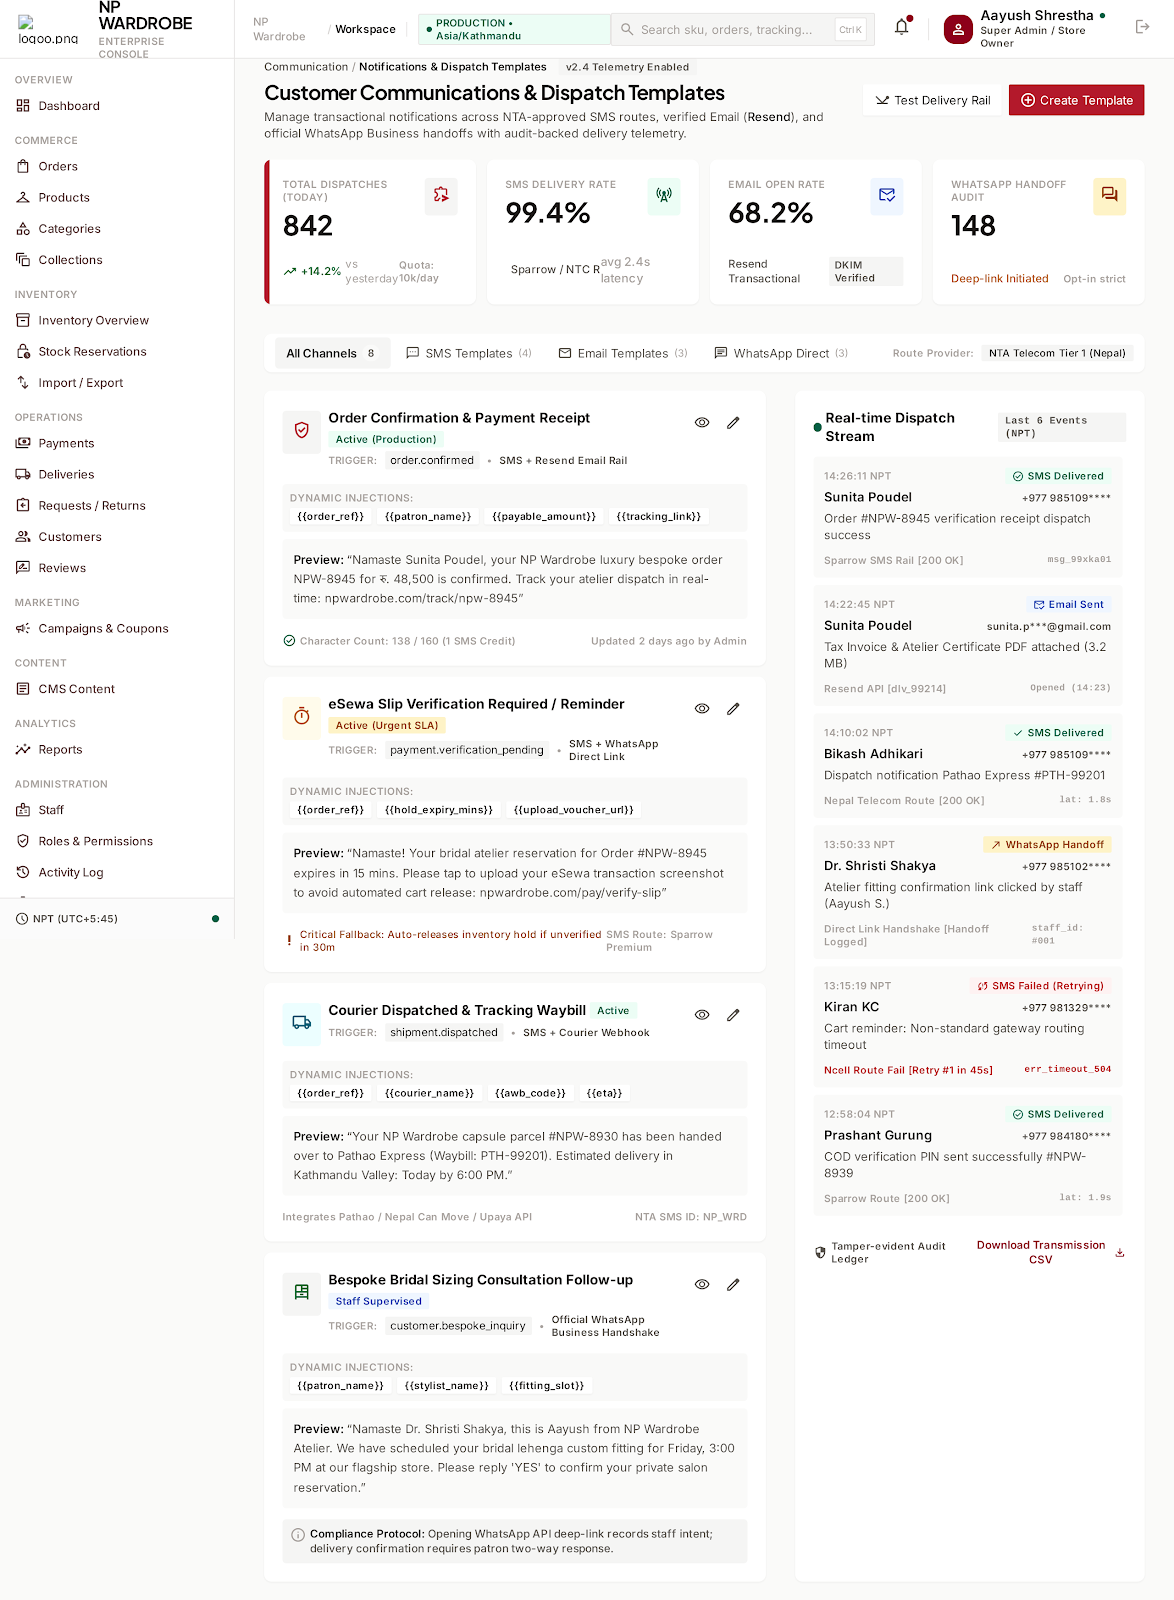 logoo.png
NP
WARDROBE
ENTERPRISE
CONSOLE
OVERVIEW
Dashboard
COMMERCE
Orders
Products
Categories
Collections
INVENTORY
Inventory Overview
Stock Reservations
Import / Export
OPERATIONS
Payments
Deliveries
Requests / Returns
Customers
Reviews
MARKETING
Campaigns & Coupons
CONTENT
CMS Content
ANALYTICS
Reports
ADMINISTRATION
Staff
Roles & Permissions
Activity Log
NPT (UTC+5:45)
NP
Wardrobe
/ Workspace
PRODUCTION •
Asia/Kathmandu
Search sku, orders, tracking...
Ctrl K
Aayush Shrestha
Super Admin / Store
Owner
Communication / Notifications & Dispatch Templates
v2.4 Telemetry Enabled
Customer Communications & Dispatch Templates
Manage transactional notifications across NTA-approved SMS routes, verified Email (Resend), and
official WhatsApp Business handoffs with audit-backed delivery telemetry.
Test Delivery Rail
Create Template
TOTAL DISPATCHES
(TODAY)
842
+14.2%
vs
yesterday
Quota:
10k/day
SMS DELIVERY RATE
99.4%
Sparrow / NTC R
avg 2.4s
latency
EMAIL OPEN RATE
68.2%
Resend
Transactional
DKIM
Verified
WHATSAPP HANDOFF
AUDIT
148
Deep-link Initiated
Opt-in strict
All Channels 8
SMS Templates (4)
Email Templates (3)
WhatsApp Direct (3)
Route Provider:
NTA Telecom Tier 1 (Nepal)
Order Confirmation & Payment Receipt
Active (Production)
TRIGGER: order.confirmed • SMS + Resend Email Rail
DYNAMIC INJECTIONS:
{{order_ref}} {{patron_name}} {{payable_amount}} {{tracking_link}}
Preview: “Namaste Sunita Poudel, your NP Wardrobe luxury bespoke order
NPW-8945 for रु. 48,500 is confirmed. Track your atelier dispatch in real-
time: npwardrobe.com/track/npw-8945”
Character Count: 138 / 160 (1 SMS Credit)
Updated 2 days ago by Admin
eSewa Slip Verification Required / Reminder
Active (Urgent SLA)
TRIGGER: payment.verification_pending •
SMS + WhatsApp
Direct Link
DYNAMIC INJECTIONS:
{{order_ref}} {{hold_expiry_mins}} {{upload_voucher_url}}
Preview: “Namaste! Your bridal atelier reservation for Order #NPW-8945
expires in 15 mins. Please tap to upload your eSewa transaction screenshot
to avoid automated cart release: npwardrobe.com/pay/verify-slip”
Critical Fallback: Auto-releases inventory hold if unverified
in 30m
SMS Route: Sparrow
Premium
Courier Dispatched & Tracking Waybill Active
TRIGGER: shipment.dispatched • SMS + Courier Webhook
DYNAMIC INJECTIONS:
{{order_ref}} {{courier_name}} {{awb_code}} {{eta}}
Preview: “Your NP Wardrobe capsule parcel #NPW-8930 has been handed
over to Pathao Express (Waybill: PTH-99201). Estimated delivery in
Kathmandu Valley: Today by 6:00 PM.”
Integrates Pathao / Nepal Can Move / Upaya API
NTA SMS ID: NP_WRD
Bespoke Bridal Sizing Consultation Follow-up
Staff Supervised
TRIGGER: customer.bespoke_inquiry •
Official WhatsApp
Business Handshake
DYNAMIC INJECTIONS:
{{patron_name}} {{stylist_name}} {{fitting_slot}}
Preview: “Namaste Dr. Shristi Shakya, this is Aayush from NP Wardrobe
Atelier. We have scheduled your bridal lehenga custom fitting for Friday, 3:00
PM at our flagship store. Please reply 'YES' to confirm your private salon
reservation.”
Compliance Protocol: Opening WhatsApp API deep-link records staff intent;
delivery confirmation requires patron two-way response.
Real-time Dispatch
Stream
Last 6 Events
(NPT)
14:26:11 NPT
SMS Delivered
Sunita Poudel
+977 985109****
Order #NPW-8945 verification receipt dispatch
success
Sparrow SMS Rail [200 OK]
msg_99xka01
14:22:45 NPT
Email Sent
Sunita Poudel
sunita.p***@gmail.com
Tax Invoice & Atelier Certificate PDF attached (3.2
MB)
Resend API [dlv_99214]
Opened (14:23)
14:10:02 NPT
SMS Delivered
Bikash Adhikari
+977 985109****
Dispatch notification Pathao Express #PTH-99201
Nepal Telecom Route [200 OK]
lat: 1.8s
13:50:33 NPT
WhatsApp Handoff
Dr. Shristi Shakya
+977 985102****
Atelier fitting confirmation link clicked by staff
(Aayush S.)
Direct Link Handshake [Handoff
Logged]
staff_id:
#001
13:15:19 NPT
SMS Failed (Retrying)
Kiran KC
+977 981329****
Cart reminder: Non-standard gateway routing
timeout
Ncell Route Fail [Retry #1 in 45s]
err_timeout_504
12:58:04 NPT
SMS Delivered
Prashant Gurung
+977 984180****
COD verification PIN sent successfully #NPW-
8939
Sparrow Route [200 OK]
lat: 1.9s
Tamper-evident Audit
Ledger
Download Transmission
CSV